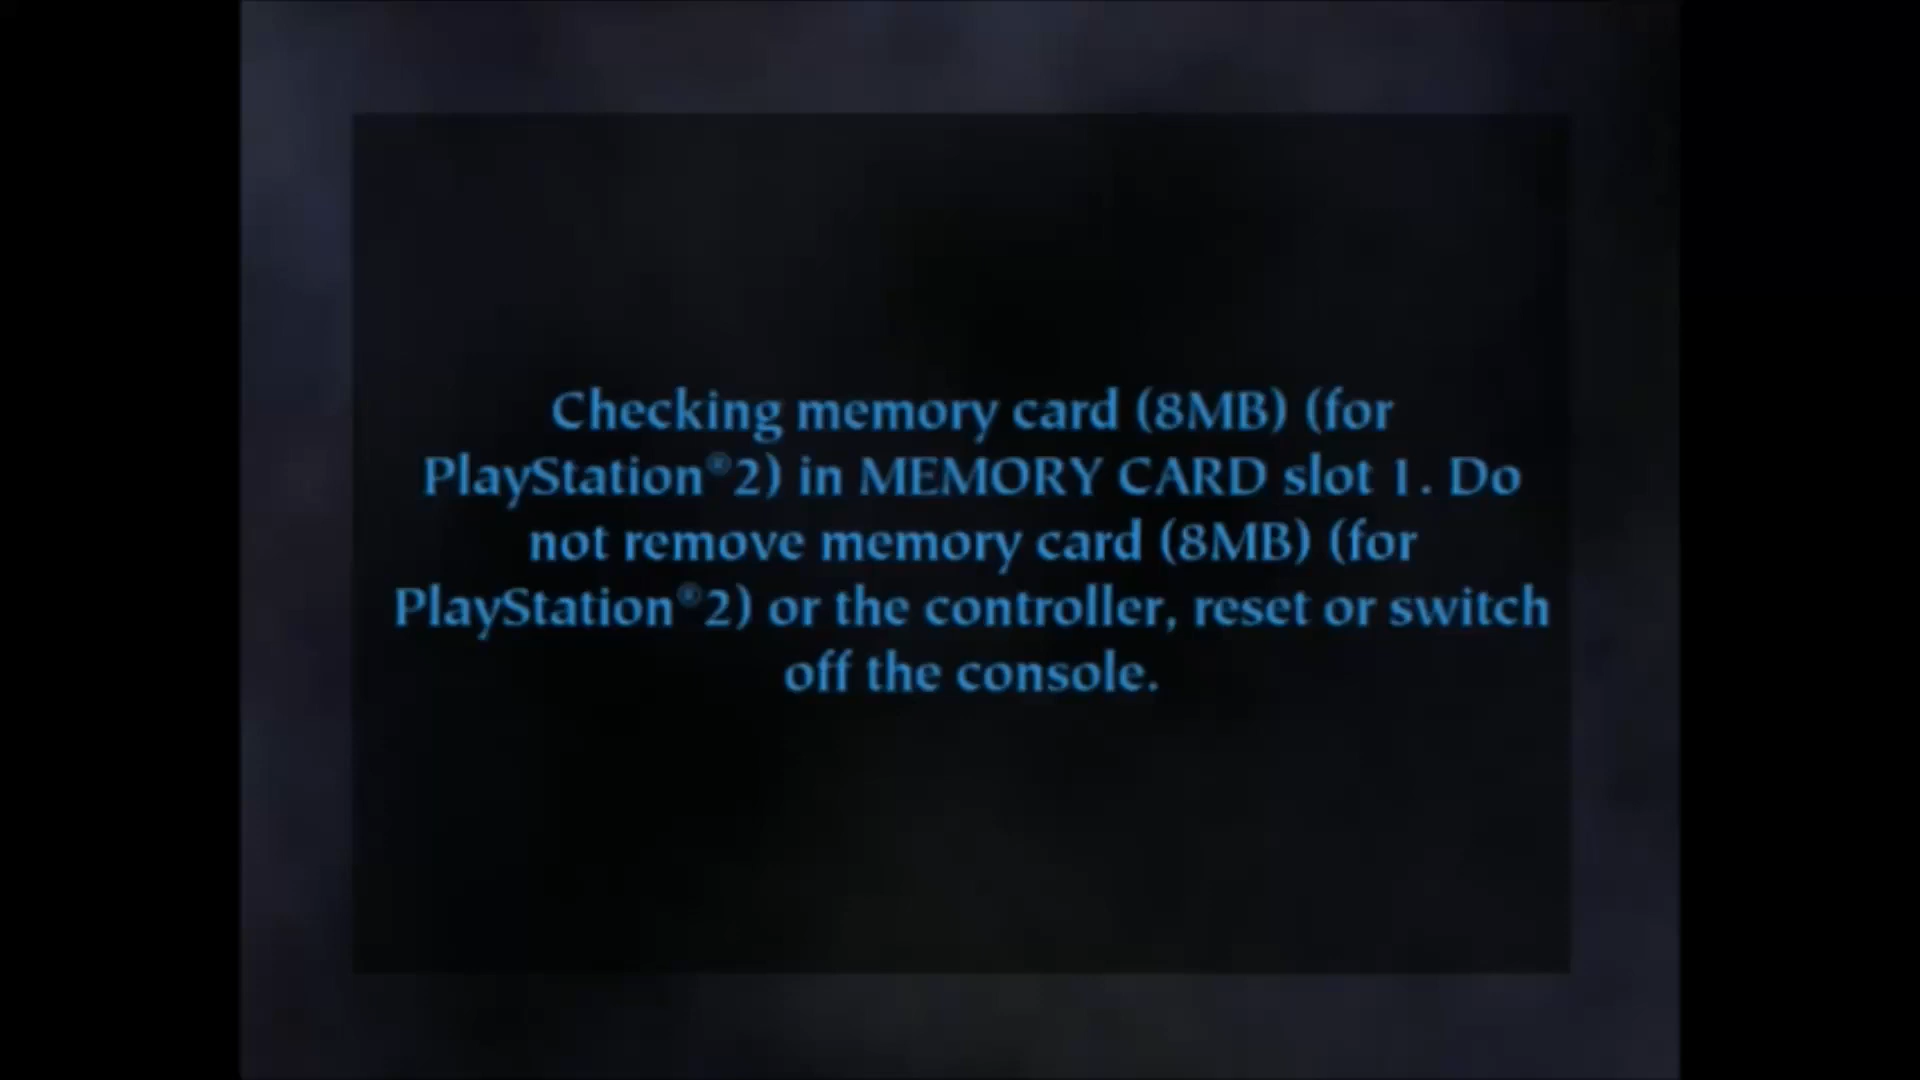 Checking memory card (8MB) (for
PlayStation®2) in MEMORY CARD slot 1. Do
not remove memory card (8MB) (for
PlayStation®2) or the controller, reset or switch
off the console.